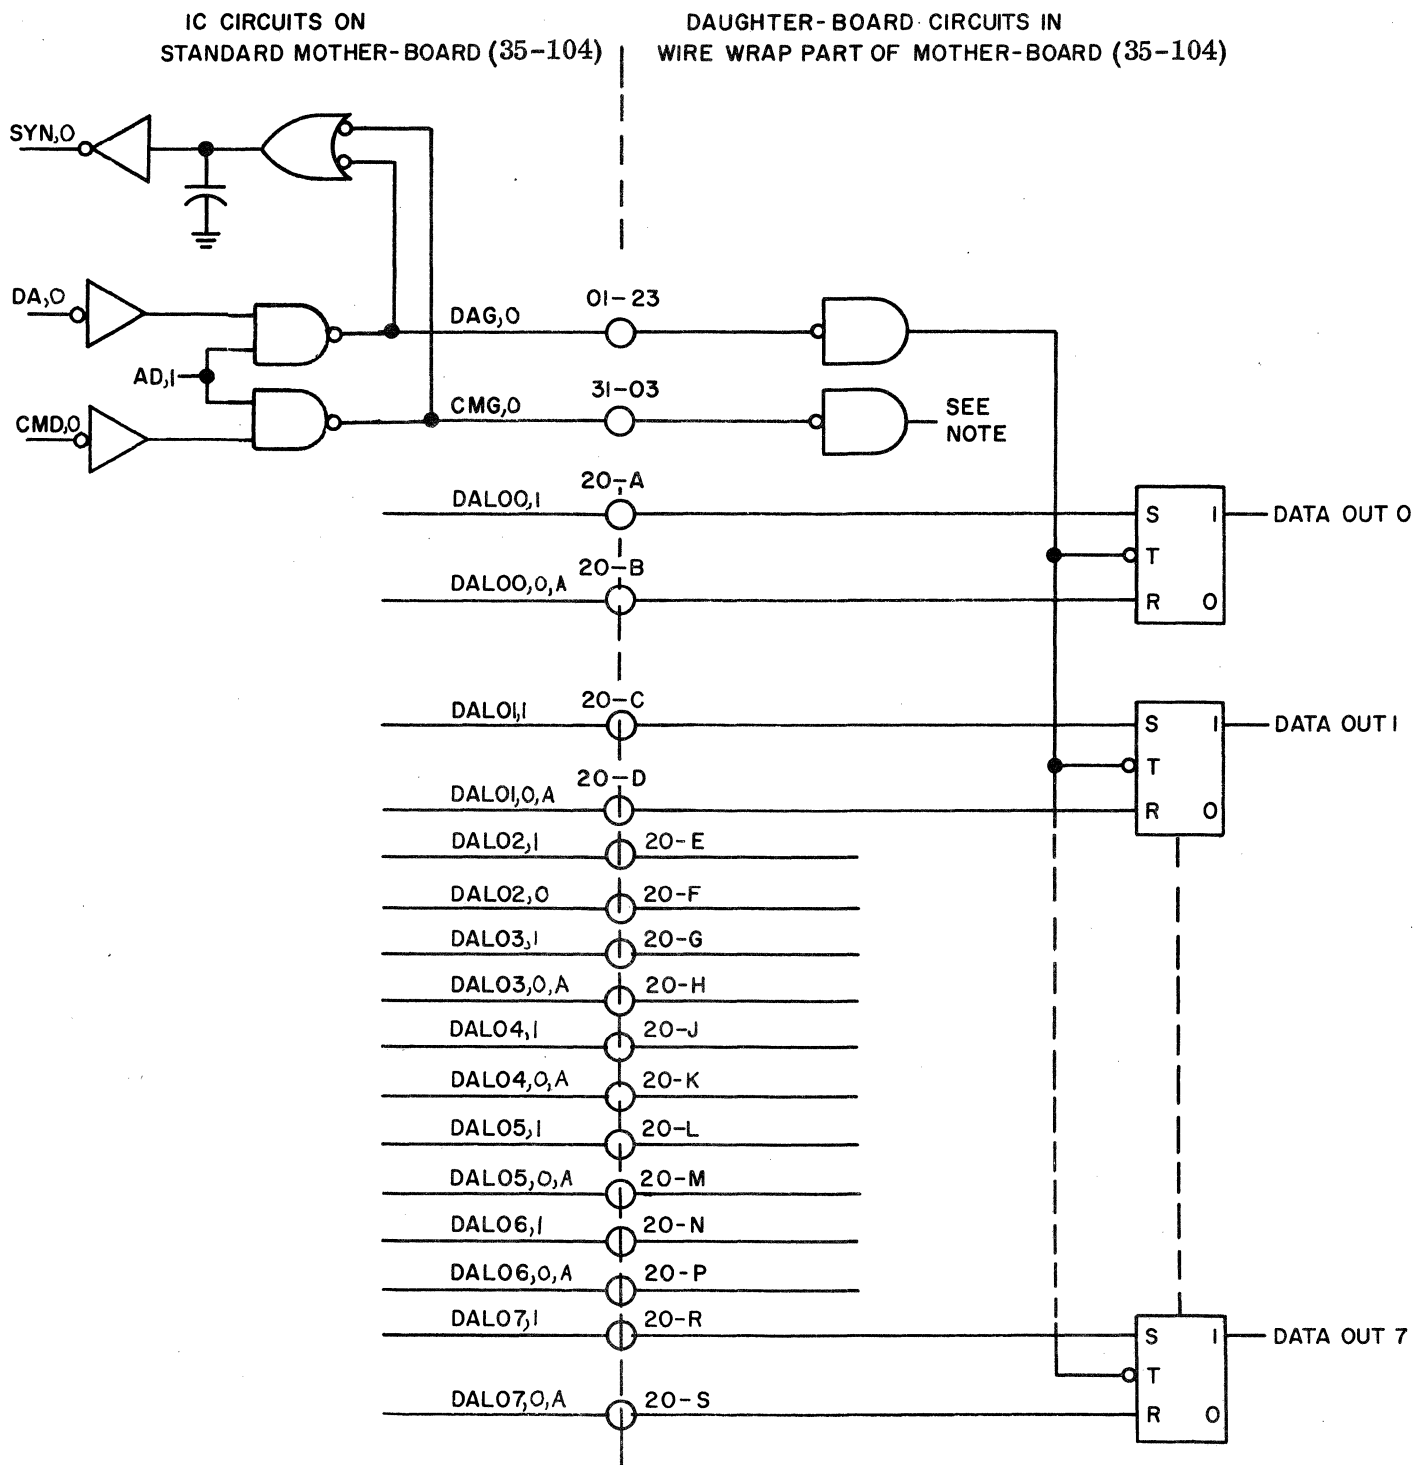 IC CIRCUITS ON
STANDARD MOTHER-BOARD (35-104)
DAUGHTER-BOARD CIRCUITS IN
WIRE WRAP PART OF MOTHER-BOARD (35-104)
SYN,0
DA,0
DAG,0
01-23
AD,1
CMD,0
CMG,0
31-03
SEE
NOTE
DAL00,1
20-A
S 1
DATA OUT 0
T
DAL00,0,A
20-B
R 0
DAL01,1
20-C
S 1
DATA OUT 1
T
DAL01,0,A
20-D
R 0
DAL02,1
20-E
DAL02,0
20-F
DAL03,1
20-G
DAL03,0,A
20-H
DAL04,1
20-J
DAL04,0,A
20-K
DAL05,1
20-L
DAL05,0,A
20-M
DAL06,1
20-N
DAL06,0,A
20-P
DAL07,1
20-R
S 1
DATA OUT 7
T
DAL07,0,A
20-S
R 0